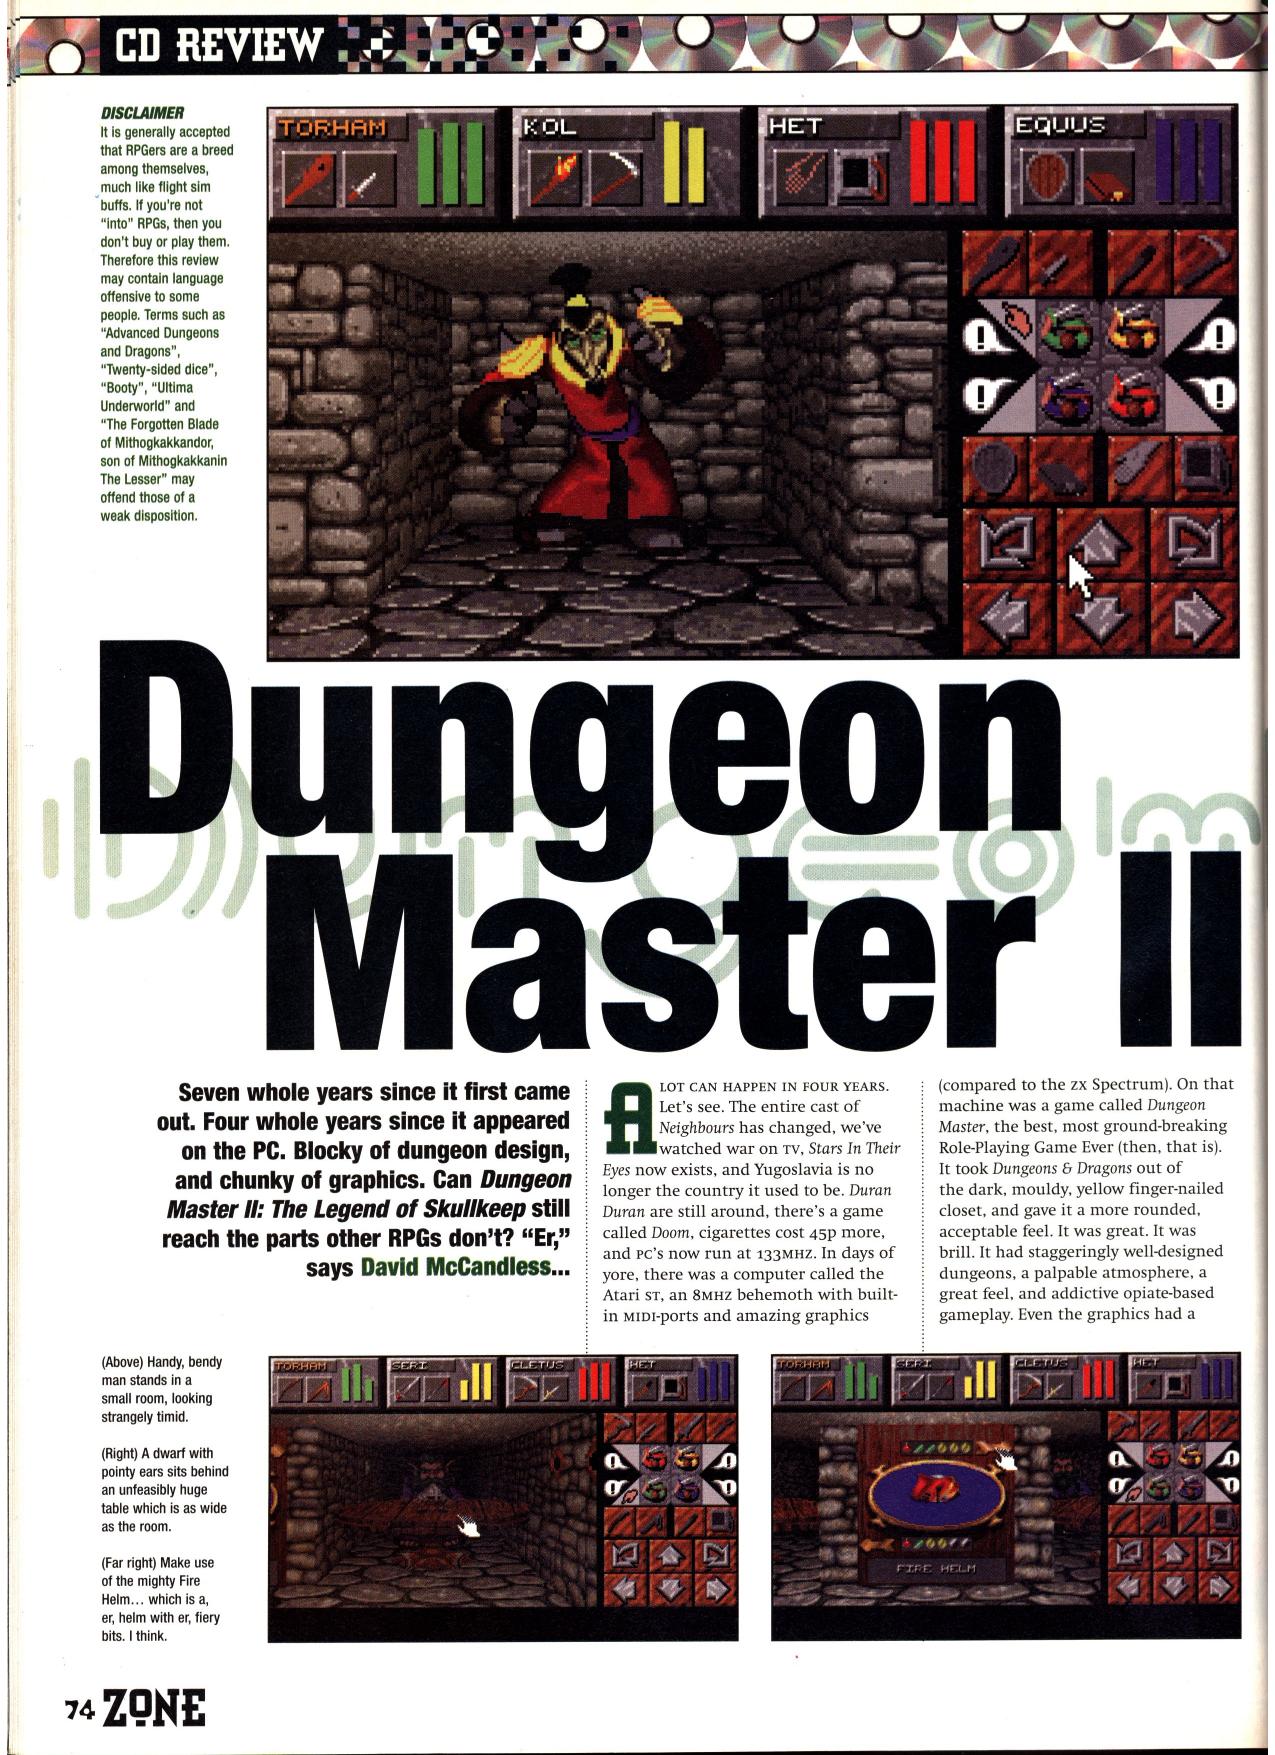 CD REVIEW
DISCLAIMER
It is generally accepted
that RPGers are a breed
among themselves,
much like flight sim
buffs. If you're not
“into” RPGs, then you
don't buy or play them.
Therefore this review
may contain language
offensive to some
people. Terms such as
“Advanced Dungeons
and Dragons”,
“Twenty-sided dice”,
“Booty”, “Ultima
Underworld” and
“The Forgotten Blade
of Mithogkakkandor,
son of Mithogkakkanin
The Lesser” may
offend those of a
weak disposition.
TORHAM
KOL
HET
EQUUS
Dungeon
Master II
Seven whole years since it first came
out. Four whole years since it appeared
on the PC. Blocky of dungeon design,
and chunky of graphics. Can Dungeon
Master II: The Legend of Skullkeep still
reach the parts other RPGs don't? “Er,”
says David McCandless...
A LOT CAN HAPPEN IN FOUR YEARS.
Let's see. The entire cast of
Neighbours has changed, we've
watched war on TV, Stars In Their
Eyes now exists, and Yugoslavia is no
longer the country it used to be. Duran
Duran are still around, there's a game
called Doom, cigarettes cost 45p more,
and PC's now run at 133MHZ. In days of
yore, there was a computer called the
Atari ST, an 8MHZ behemoth with built-
in MIDI-ports and amazing graphics
(compared to the ZX Spectrum). On that
machine was a game called Dungeon
Master, the best, most ground-breaking
Role-Playing Game Ever (then, that is).
It took Dungeons & Dragons out of
the dark, mouldy, yellow finger-nailed
closet, and gave it a more rounded,
acceptable feel. It was great. It was
brill. It had staggeringly well-designed
dungeons, a palpable atmosphere, a
great feel, and addictive opiate-based
gameplay. Even the graphics had a
(Above) Handy, bendy
man stands in a
small room, looking
strangely timid.
(Right) A dwarf with
pointy ears sits behind
an unfeasibly huge
table which is as wide
as the room.
(Far right) Make use
of the mighty Fire
Helm... which is a,
er, helm with er, fiery
bits. I think.
TORHAM
SERI
CLETUS
HET
TORHAM
SERI
CLETUS
HET
FIRE HELM
74 ZONE